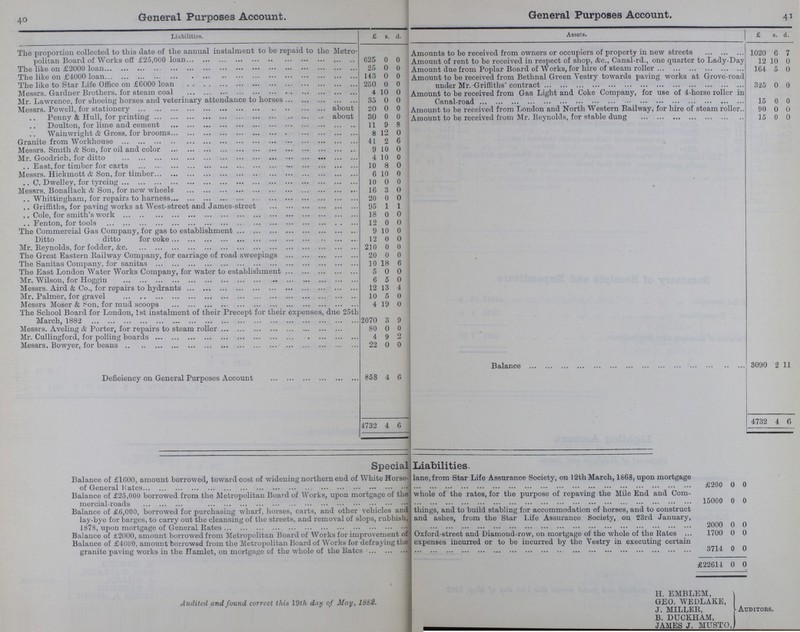 40
General Purposes Account.
Liabilities. £ s. d.
The proportion collected to this date of the annual instalment to be repaid to the Metro-
politan Board of Works off £25,000 loan ... 625 0 0
The like on £2000 loan ... 25 0 0
The like on £4000 loan ... 143 0 0
The like to Star Life Office on £6000 loan ... 250 0 0
Messrs. Gardner Brothers, for steam coal ... 4 10 0
Mr. Lawrence, for shoeing horses and veterinary attendance to horses ... 35 0 0
Messrs. Powell, for stationery ... about 20 0 0
,, Penny & Hull, for printing ... about 30 0 0
,, Doulton, for lime and cement ... 11 9 8
,, Wainwright & Gross, for brooms ... 8 12 0
Granite from Workhouse ... 41 2 6
Messrs. Smith & Son, for oil and color ... 9 10 0
Mr. Goodrich, for ditto ... 4 10 0
,, East, for timber for carts ... 10 8 0
Messrs. Hickmott & Son, for timber ... 6 10 0
,, C. Dwelley, for tyreing ... 10 0 0
Messrs. Bonallack & Son, for new wheels ... 16 3 0
,, Whittingham, for repairs to harness ... 20 0 0
,, Griffiths, for paving works at West-street and James-street ... 95 1 1
,, Cole, for smith's work ... 18 0 0
,, Fenton, for tools ... 12 0 0
The Commercial Gas Company, for gas to establishment ... 9 10 0
Ditto ditto for coke ... 12 0 0
Mr. Reynolds, for fodder, &c. ... 210 0 0
The Great Eastern Railway Company, for carriage of road sweepings ... 20 0 0
The Sanitas Company, for sanitas ... 10 18 6
The East London Water Works Company, for water to establishment ... 5 0 0
Mr. Wilson, for Hoggin ... 6 5 0
Messrs. Aird & Co., for repairs to hydrants ... 12 13 4
Mr. Palmer, for gravel ... 10 5 0
Messrs Moser & Son, for mud scoops ... 4 19 0
The School Board for London, 1st instalment of their Precept for their expenses, due 25th
March, 1882 ... 2070 3 9
Messrs. Aveling & Porter, for repairs to steam roller ... 80 0 0
Mr. Cullingford, for polling boards ... 4 9 2
Messrs. Bowyer, for beans ... 22 0 0
Deficiency on General Purposes Account ... 858 4 6
4732 4 6
General Purposes Account.
41
Assets. £ s. d.
Amounts to be received from owners or occupiers of property in new streets ... 1020 6 7
Amount of rent to be received in respect of shop, &c., Canal-rd., one quarter to Lady-Day 12 10 0
Amount due from Poplar Board of Works, for hire of steam roller ... 164 5 0
Amount to be received from Bethnal Green Vestry towards paving works at Grove-road
under Mr. Griffiths' contract ... 325 0 0
Amount to be received from Gas Light and Coke Company, for use of 4-horse roller in
Canal-road ... 15 0 0
Amount to be received from London and North Western Railway, for hire of steam roller.. 90 0 0
Amount to be received from Mr. Reynolds, for stable dung ... 15 0 0
Balance ... 3090 2 11
4732 4 6
Special Liabilities.
Balance of £1600, amount borrowed, toward cost of widening northern end of White Horse-lane, from Star Life Assurance Society, on 12th March, 1868, upon mortgage
of General Rates ... £200 0 0
Balance of £25,000 borrowed from the Metropolitan Board of Works, upon mortgage of the whole of the rates, for the purpose of repaving the Mile End and Com-
mercial-roads ... 15000 0 0
Balance of £6,000, borrowed for purchasing wharf, horses, carts, and other vehicles and things, and to build stabling for accommodation of horses, and to construct
lay-bye for barges, to carry out the cleansing of the streets, and removal of slops, rubbish, and ashes, from the Star Life Assurance Society, on 23rd January,
1878, upon mortgage of General Rates ... 2000 0 0
Balance of £2000, amount borrowed from Metropolitan Board of Works for improvement of Oxford-street and Diamond-row, on mortgage of the whole of the Rates ... 1700 0 0
Balance of £4000, amount borrowed from the Metropolitan Board of Works for defraying the expenses incurred or to be incurred by the Vestry in executing certain
granite paving works in the Hamlet, on mortgage of the whole of the Rates ... 3714 0 0
£22614 0 0
Audited and found correct this 19th day of May, 1882.
H. EMBLEM,
GEO. WEDLAKE,
J. MILLER,
B. DUCKHAM,
JAMES J. MUSTO,
AUDITORS.